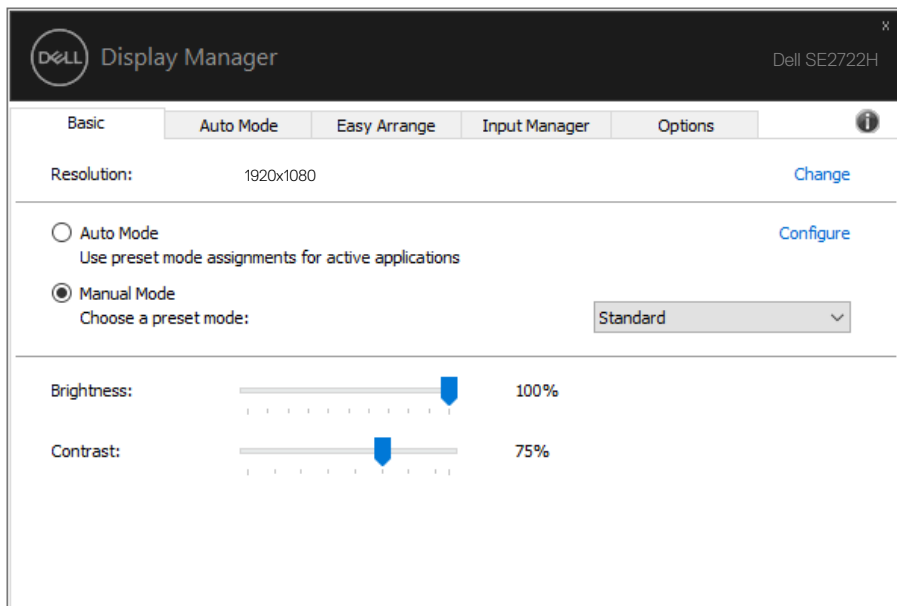 x
DELL Display Manager
Dell SE2722H
Basic Auto Mode Easy Arrange Input Manager Options
Resolution: 1920x1080 Change
Auto Mode Configure
Use preset mode assignments for active applications
Manual Mode
Choose a preset mode: Standard
Brightness: 100%
Contrast: 75%